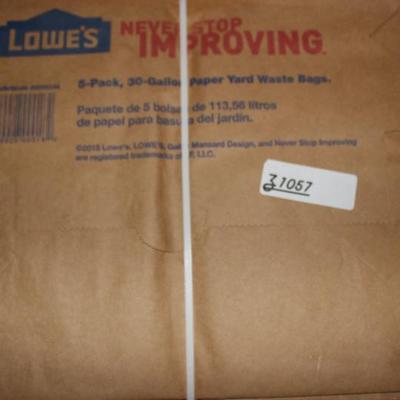 LOWE'S
NEVER STOP
IMPROVING
5-Pack, 30-Gallon Paper Yard Waste Bags.
Paquete de 5 bolsas de 113,56 litros
de papel para basura del jardín.
©2015 Lowe's, LOWE'S, Gable Mansard Design, and Never Stop Improving
are registered trademarks of LF, LLC.
31057